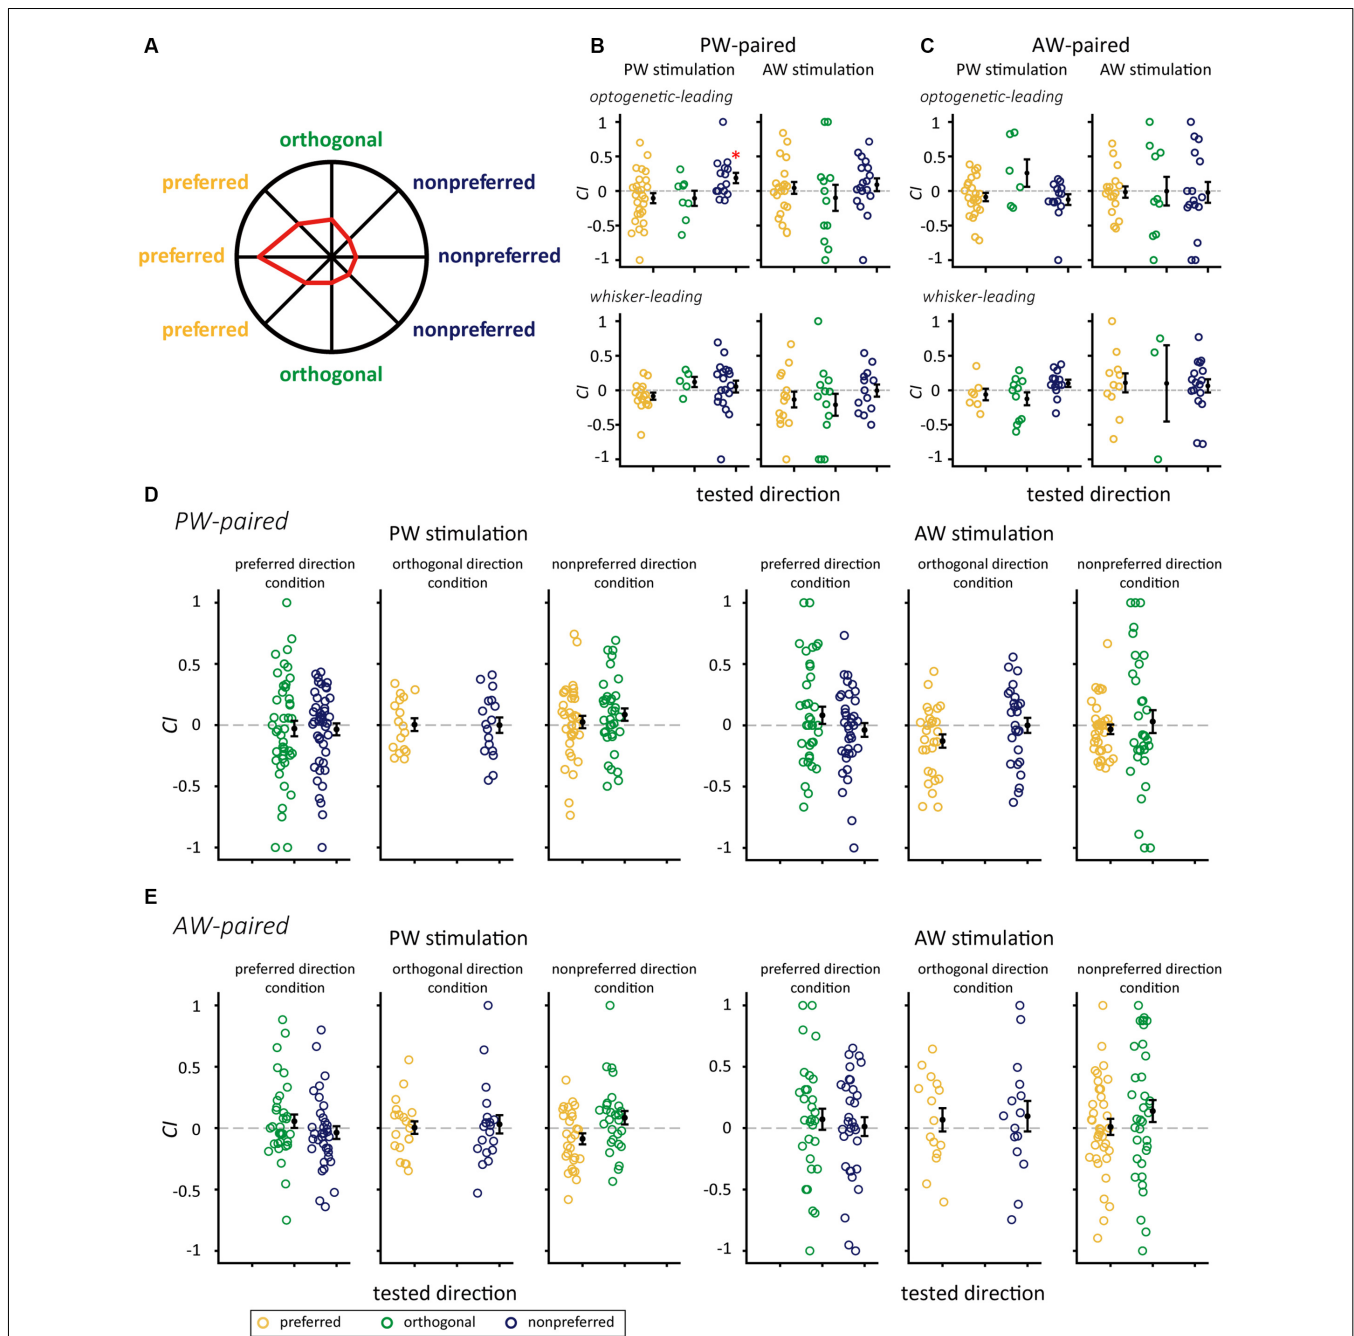 A
orthogonal
preferred
nonpreferred
preferred
nonpreferred
preferred
nonpreferred
orthogonal
B
PW-paired
PW stimulation
AW stimulation
optogenetic-leading
CI
1
0.5
0
-0.5
-1
*
whisker-leading
CI
1
0.5
0
-0.5
-1
tested direction
C
AW-paired
PW stimulation
AW stimulation
optogenetic-leading
CI
1
0.5
0
-0.5
-1
whisker-leading
CI
1
0.5
0
-0.5
-1
tested direction
D
PW-paired
PW stimulation
AW stimulation
preferred direction
condition
orthogonal direction
condition
nonpreferred direction
condition
preferred direction
condition
orthogonal direction
condition
nonpreferred direction
condition
CI
1
0.5
0
-0.5
-1
1
0.5
0
-0.5
-1
E
AW-paired
PW stimulation
AW stimulation
preferred direction
condition
orthogonal direction
condition
nonpreferred direction
condition
preferred direction
condition
orthogonal direction
condition
nonpreferred direction
condition
CI
1
0.5
0
-0.5
-1
1
0.5
0
-0.5
-1
tested direction
tested direction
preferred
orthogonal
nonpreferred